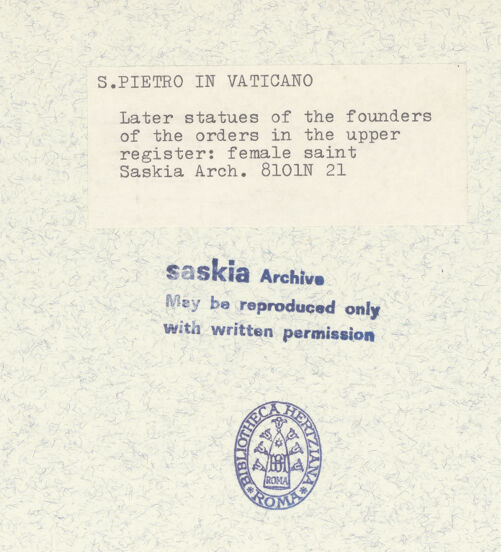 S.PIETRO IN VATICANO
Later statues of the founders
of the orders in the upper
register: female saint
Saskia Arch. 8101N 21
saskia Archive
May be reproduced only
with written permission
BIBLIOTHECA HERTZIANA
ROMA
* ROMA *